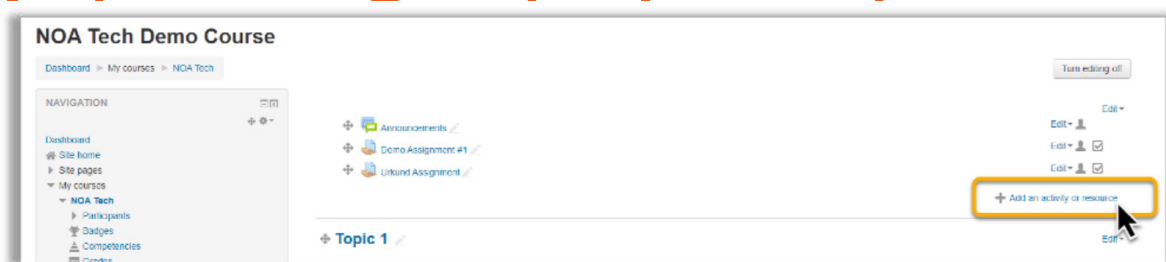 NOA Tech Demo Course
Dashboard My courses NOA Tech
Turn editing off
NAVIGATION
Dashboard
Site home
Site pages
My courses
NOA Tech
Participants
Badges
Competencies
Grades
Edit
Announcements
Edit
Demo Assignment #1
Edit
Urkund Assignment
Edit
Add an activity or resource
Topic 1
Edit